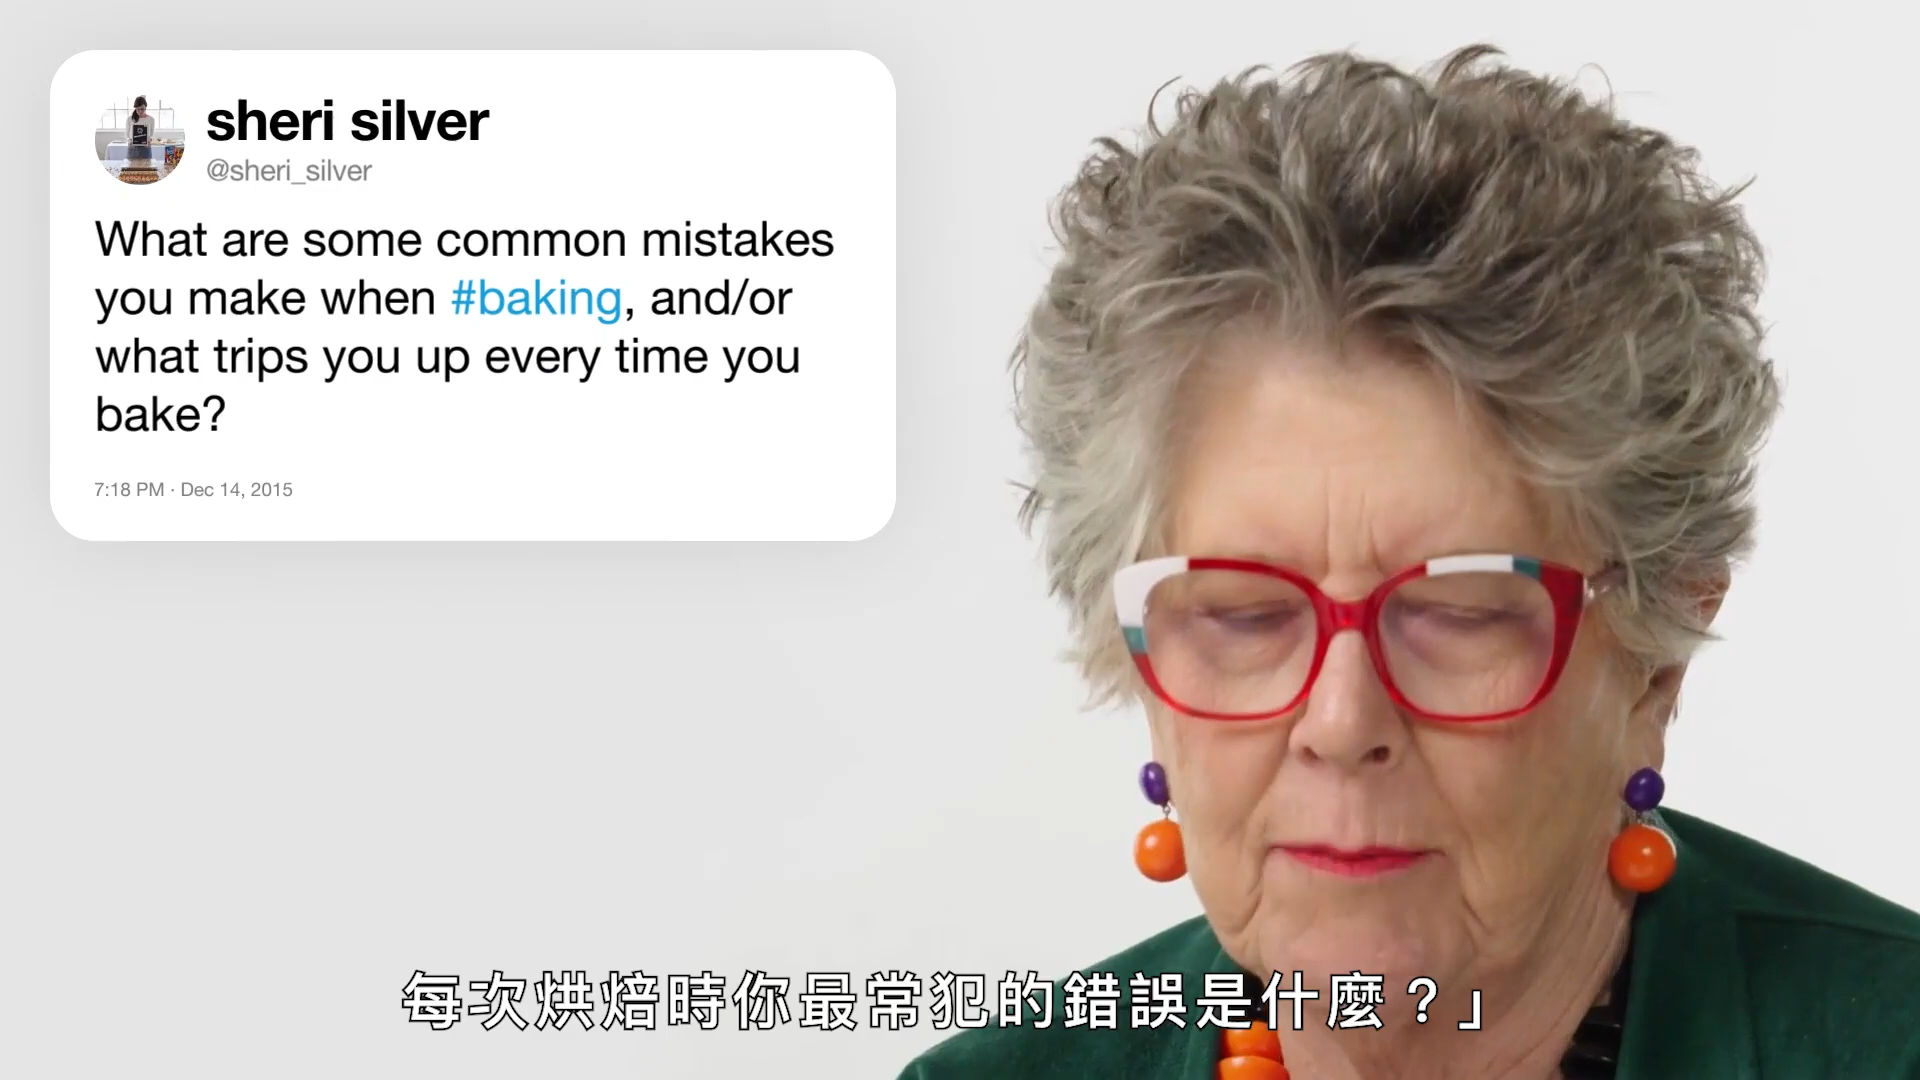 sheri silver
@sheri_silver
What are some common mistakes
you make when #baking, and/or
what trips you up every time you
bake?
7:18 PM · Dec 14, 2015
每次烘焙時你最常犯的錯誤是什麼？」